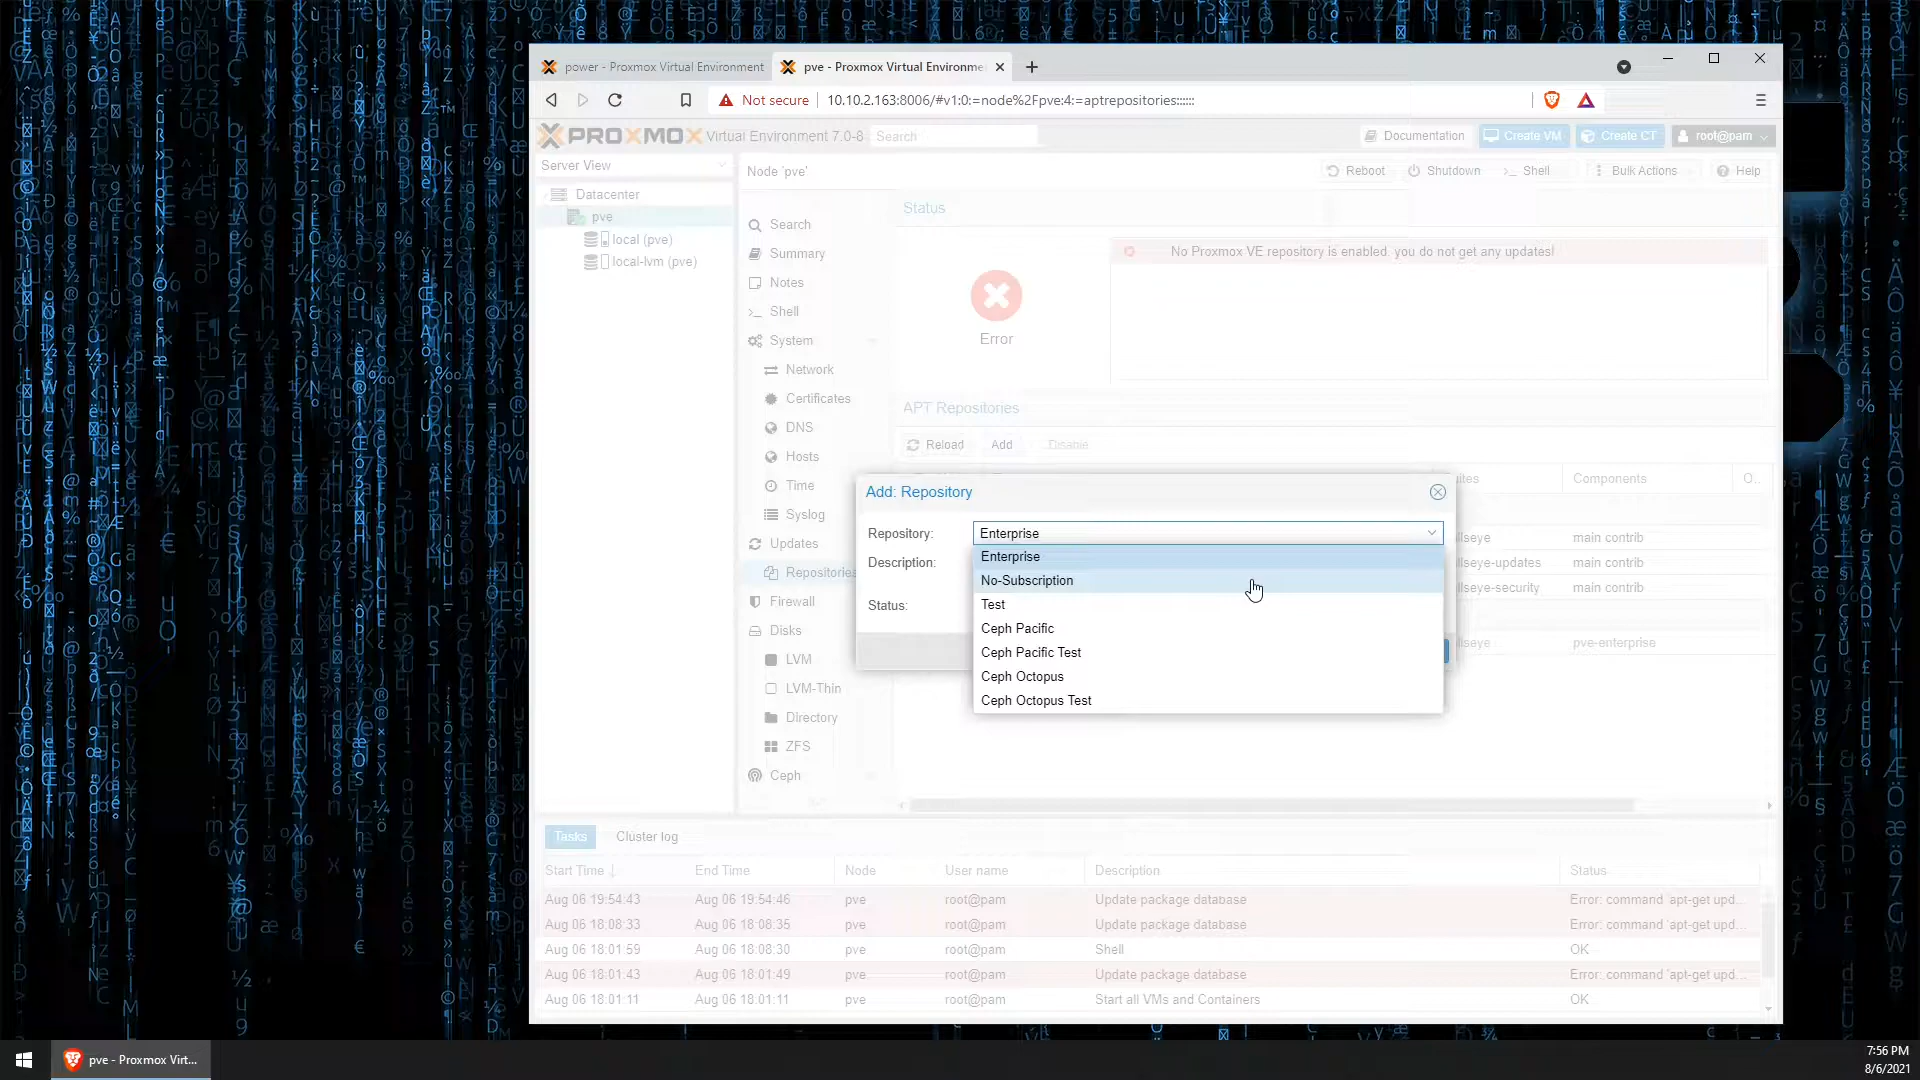 power - Proxmox Virtual Environment
pve - Proxmox Virtual Environme
Not secure
10.10.2.163:8006/#v1:0:=node%2Fpve:4:=aptrepositories::::::
PROXMOX Virtual Environment 7.0-8
Search
Documentation
Create VM
Create CT
root@pam
Server View
Node 'pve'
Reboot
Shutdown
Shell
Bulk Actions
Help
Datacenter
pve
local (pve)
local-lvm (pve)
Search
Summary
Notes
Shell
System
Network
Certificates
DNS
Hosts
Time
Syslog
Updates
Repositories
Firewall
Disks
LVM
LVM-Thin
Directory
ZFS
Ceph
Status
No Proxmox VE repository is enabled, you do not get any updates!
Error
APT Repositories
Reload
Add
Disable
ites
Components
O..
llseye
main contrib
llseye-updates
main contrib
llseye-security
main contrib
llseye
pve-enterprise
Add: Repository
Repository:
Enterprise
Description:
Status:
Enterprise
No-Subscription
Test
Ceph Pacific
Ceph Pacific Test
Ceph Octopus
Ceph Octopus Test
Tasks
Cluster log
Start Time ↓
End Time
Node
User name
Description
Status
Aug 06 19:54:43
Aug 06 19:54:46
pve
root@pam
Update package database
Error: command 'apt-get upd...
Aug 06 18:08:33
Aug 06 18:08:35
pve
root@pam
Update package database
Error: command 'apt-get upd...
Aug 06 18:01:59
Aug 06 18:08:30
pve
root@pam
Shell
OK
Aug 06 18:01:43
Aug 06 18:01:49
pve
root@pam
Update package database
Error: command 'apt-get upd...
Aug 06 18:01:11
Aug 06 18:01:11
pve
root@pam
Start all VMs and Containers
OK
pve - Proxmox Virt...
7:56 PM
8/6/2021